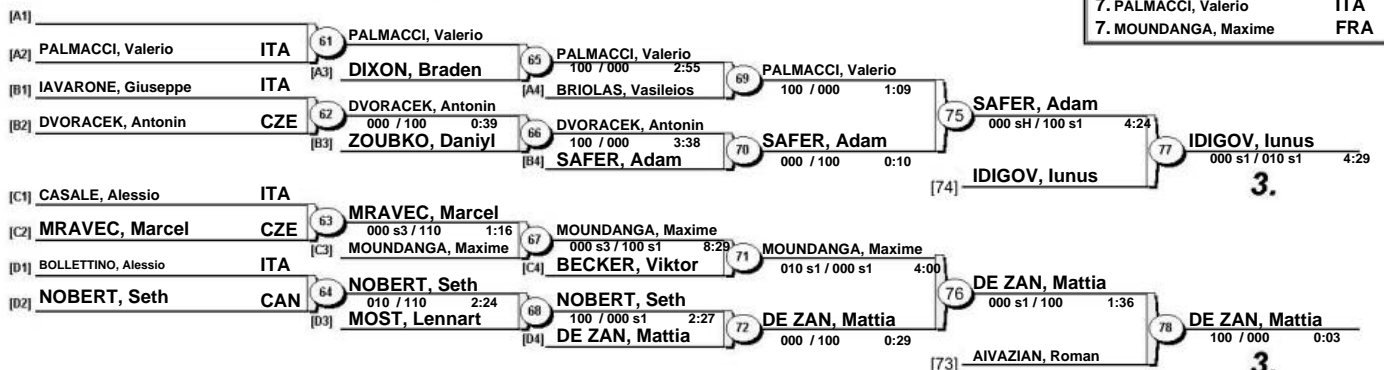 7. PALMACCI, Valerio ITA
7. MOUNDANGA, Maxime FRA
[A1]
[A2] PALMACCI, Valerio ITA
61 PALMACCI, Valerio
[A3] DIXON, Braden
65 PALMACCI, Valerio
100 / 000 2:55
[A4] BRIOLAS, Vasileios
69 PALMACCI, Valerio
100 / 000 1:09
[B1] IAVARONE, Giuseppe ITA
[B2] DVORACEK, Antonin CZE
62 DVORACEK, Antonin
000 / 100 0:39
[B3] ZOUBKO, Daniyl
66 DVORACEK, Antonin
100 / 000 3:38
[B4] SAFER, Adam
70 SAFER, Adam
000 / 100 0:10
75 SAFER, Adam
000 sH / 100 s1 4:24
[74] IDIGOV, Iunus
77 IDIGOV, Iunus
000 s1 / 010 s1 4:29
3.
[C1] CASALE, Alessio ITA
[C2] MRAVEC, Marcel CZE
63 MRAVEC, Marcel
000 s3 / 110 1:16
[C3] MOUNDANGA, Maxime
67 MOUNDANGA, Maxime
000 s3 / 100 s1 8:29
[C4] BECKER, Viktor
71 MOUNDANGA, Maxime
010 s1 / 000 s1 4:00
[D1] BOLLETTINO, Alessio ITA
[D2] NOBERT, Seth CAN
64 NOBERT, Seth
010 / 110 2:24
[D3] MOST, Lennart
68 NOBERT, Seth
100 / 000 s1 2:27
[D4] DE ZAN, Mattia
72 DE ZAN, Mattia
000 / 100 0:29
76 DE ZAN, Mattia
000 s1 / 100 1:36
[73] AIVAZIAN, Roman
78 DE ZAN, Mattia
100 / 000 0:03
3.